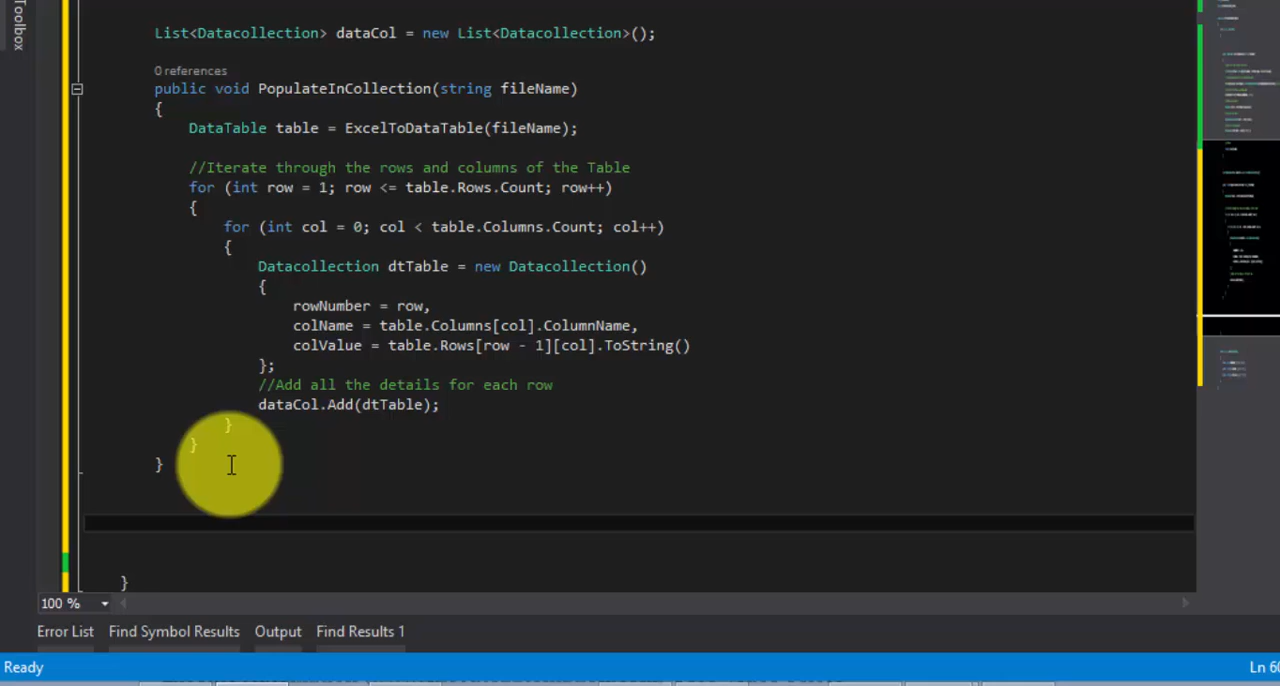 Toolbox
List<Datacollection> dataCol = new List<Datacollection>();
0 references
public void PopulateInCollection(string fileName)
{
DataTable table = ExcelToDataTable(fileName);
//Iterate through the rows and columns of the Table
for (int row = 1; row <= table.Rows.Count; row++)
{
for (int col = 0; col < table.Columns.Count; col++)
{
Datacollection dtTable = new Datacollection()
{
rowNumber = row,
colName = table.Columns[col].ColumnName,
colValue = table.Rows[row - 1][col].ToString()
};
//Add all the details for each row
dataCol.Add(dtTable);
}
}
}
}
100 %
Error List Find Symbol Results Output Find Results 1
Ready Ln 60